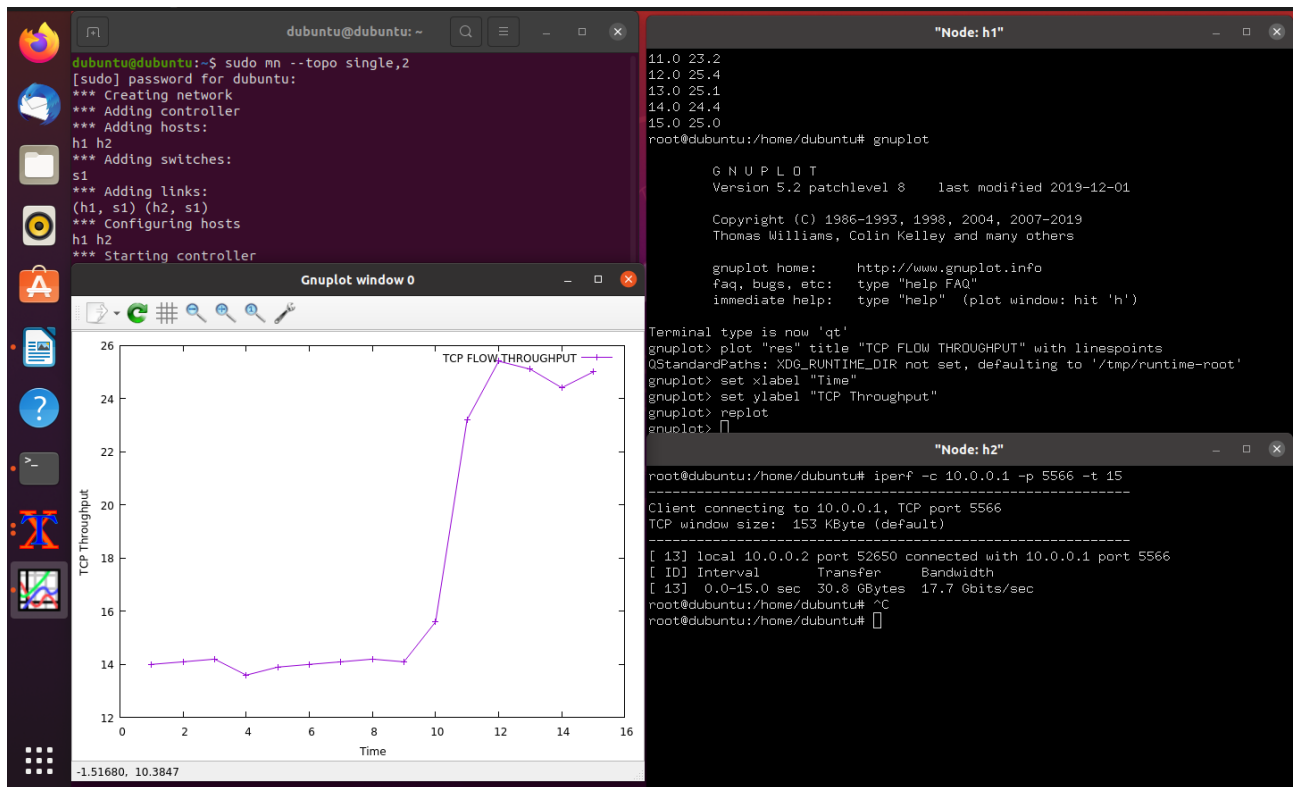 dubuntu@dubuntu: ~
dubuntu@dubuntu:~$ sudo mn --topo single,2
[sudo] password for dubuntu:
*** Creating network
*** Adding controller
*** Adding hosts:
h1 h2
*** Adding switches:
s1
*** Adding links:
(h1, s1) (h2, s1)
*** Configuring hosts
h1 h2
*** Starting controller
Gnuplot window 0
TCP FLOW THROUGHPUT
26
24
22
20
18
16
14
12
TCP Throughput
0 2 4 6 8 10 12 14 16
Time
-1.51680, 10.3847
"Node: h1"
11.0 23.2
12.0 25.4
13.0 25.1
14.0 24.4
15.0 25.0
root@dubuntu:/home/dubuntu# gnuplot
G N U P L O T
Version 5.2 patchlevel 8    last modified 2019-12-01
Copyright (C) 1986-1993, 1998, 2004, 2007-2019
Thomas Williams, Colin Kelley and many others
gnuplot home:     http://www.gnuplot.info
faq, bugs, etc:   type "help FAQ"
immediate help:   type "help"  (plot window: hit 'h')
Terminal type is now 'qt'
gnuplot> plot "res" title "TCP FLOW THROUGHPUT" with linespoints
QStandardPaths: XDG_RUNTIME_DIR not set, defaulting to '/tmp/runtime-root'
gnuplot> set xlabel "Time"
gnuplot> set ylabel "TCP Throughput"
gnuplot> replot
gnuplot>
"Node: h2"
root@dubuntu:/home/dubuntu# iperf -c 10.0.0.1 -p 5566 -t 15
------------------------------------------------------------
Client connecting to 10.0.0.1, TCP port 5566
TCP window size:  153 KByte (default)
------------------------------------------------------------
[ 13] local 10.0.0.2 port 52650 connected with 10.0.0.1 port 5566
[ ID] Interval       Transfer     Bandwidth
[ 13]  0.0-15.0 sec  30.8 GBytes  17.7 Gbits/sec
root@dubuntu:/home/dubuntu# ^C
root@dubuntu:/home/dubuntu#